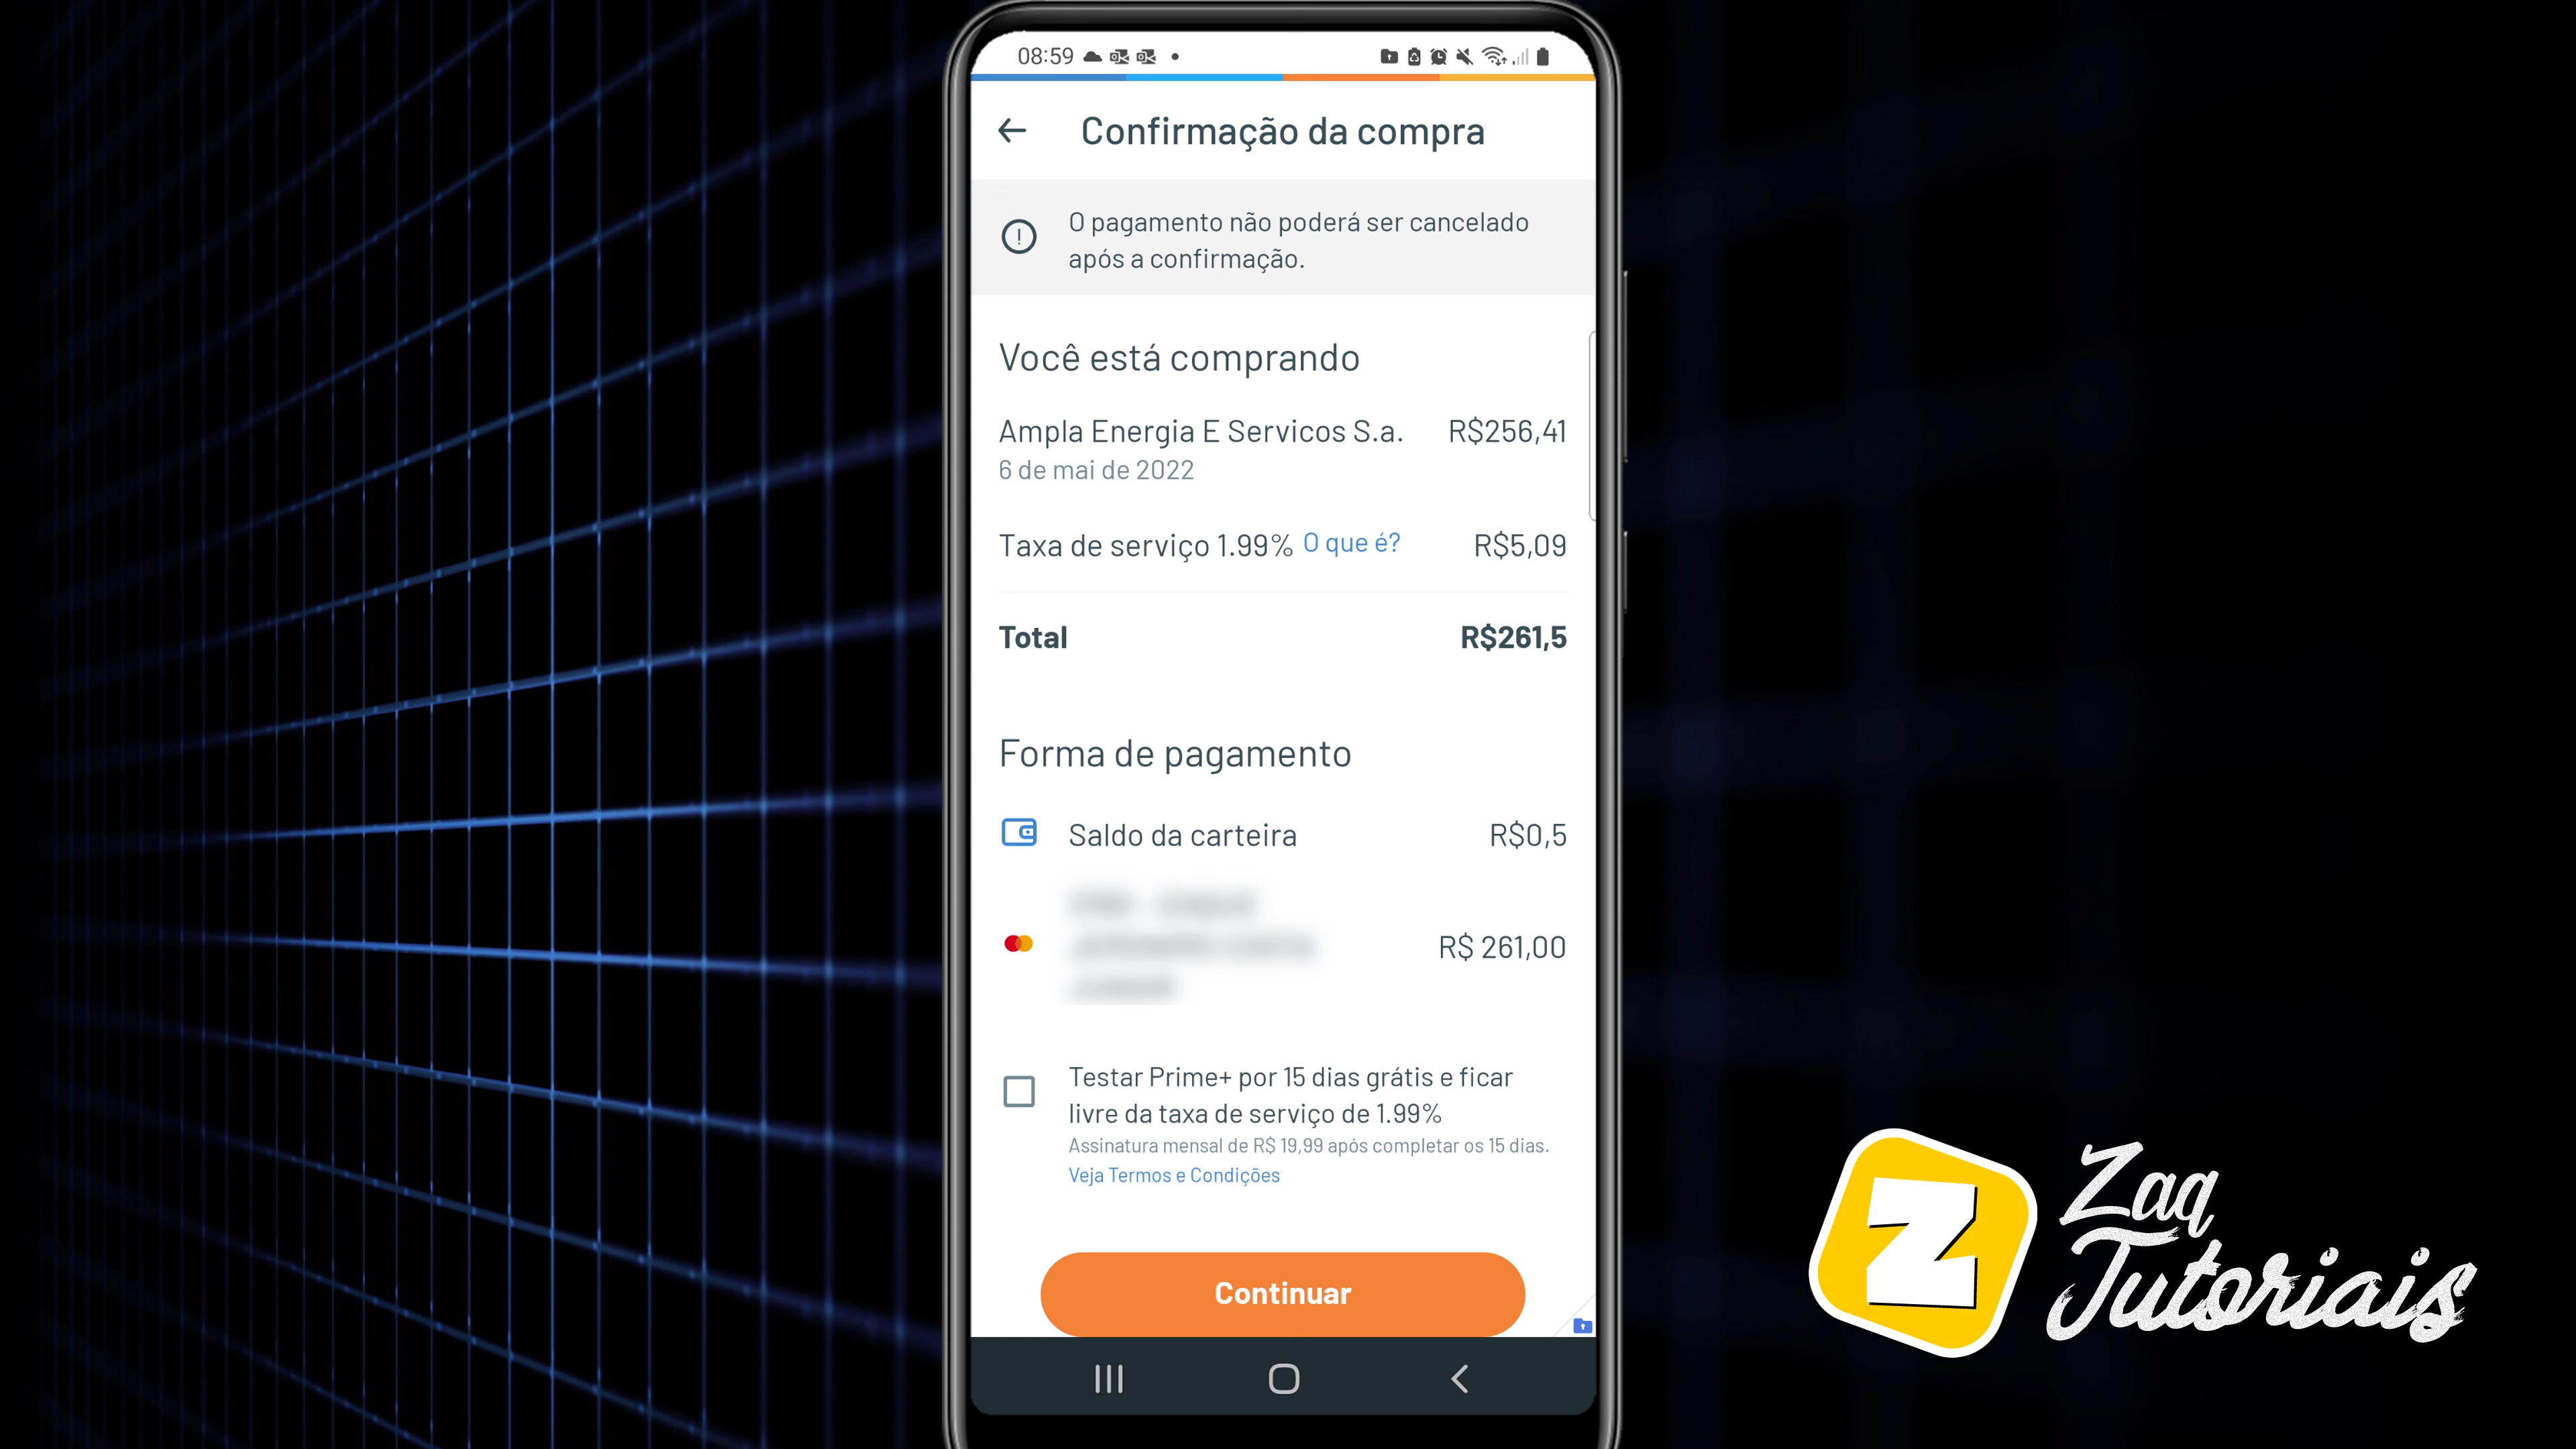 08:59
Confirmação da compra
O pagamento não poderá ser cancelado
após a confirmação.
Você está comprando
Ampla Energia E Servicos S.a. R$256,41
6 de mai de 2022
Taxa de serviço 1.99% O que é? R$5,09
Total R$261,5
Forma de pagamento
Saldo da carteira R$0,5
R$ 261,00
Testar Prime+ por 15 dias grátis e ficar
livre da taxa de serviço de 1.99%
Assinatura mensal de R$ 19,99 após completar os 15 dias.
Veja Termos e Condições
Continuar
Z
Zaq
Tutoriais